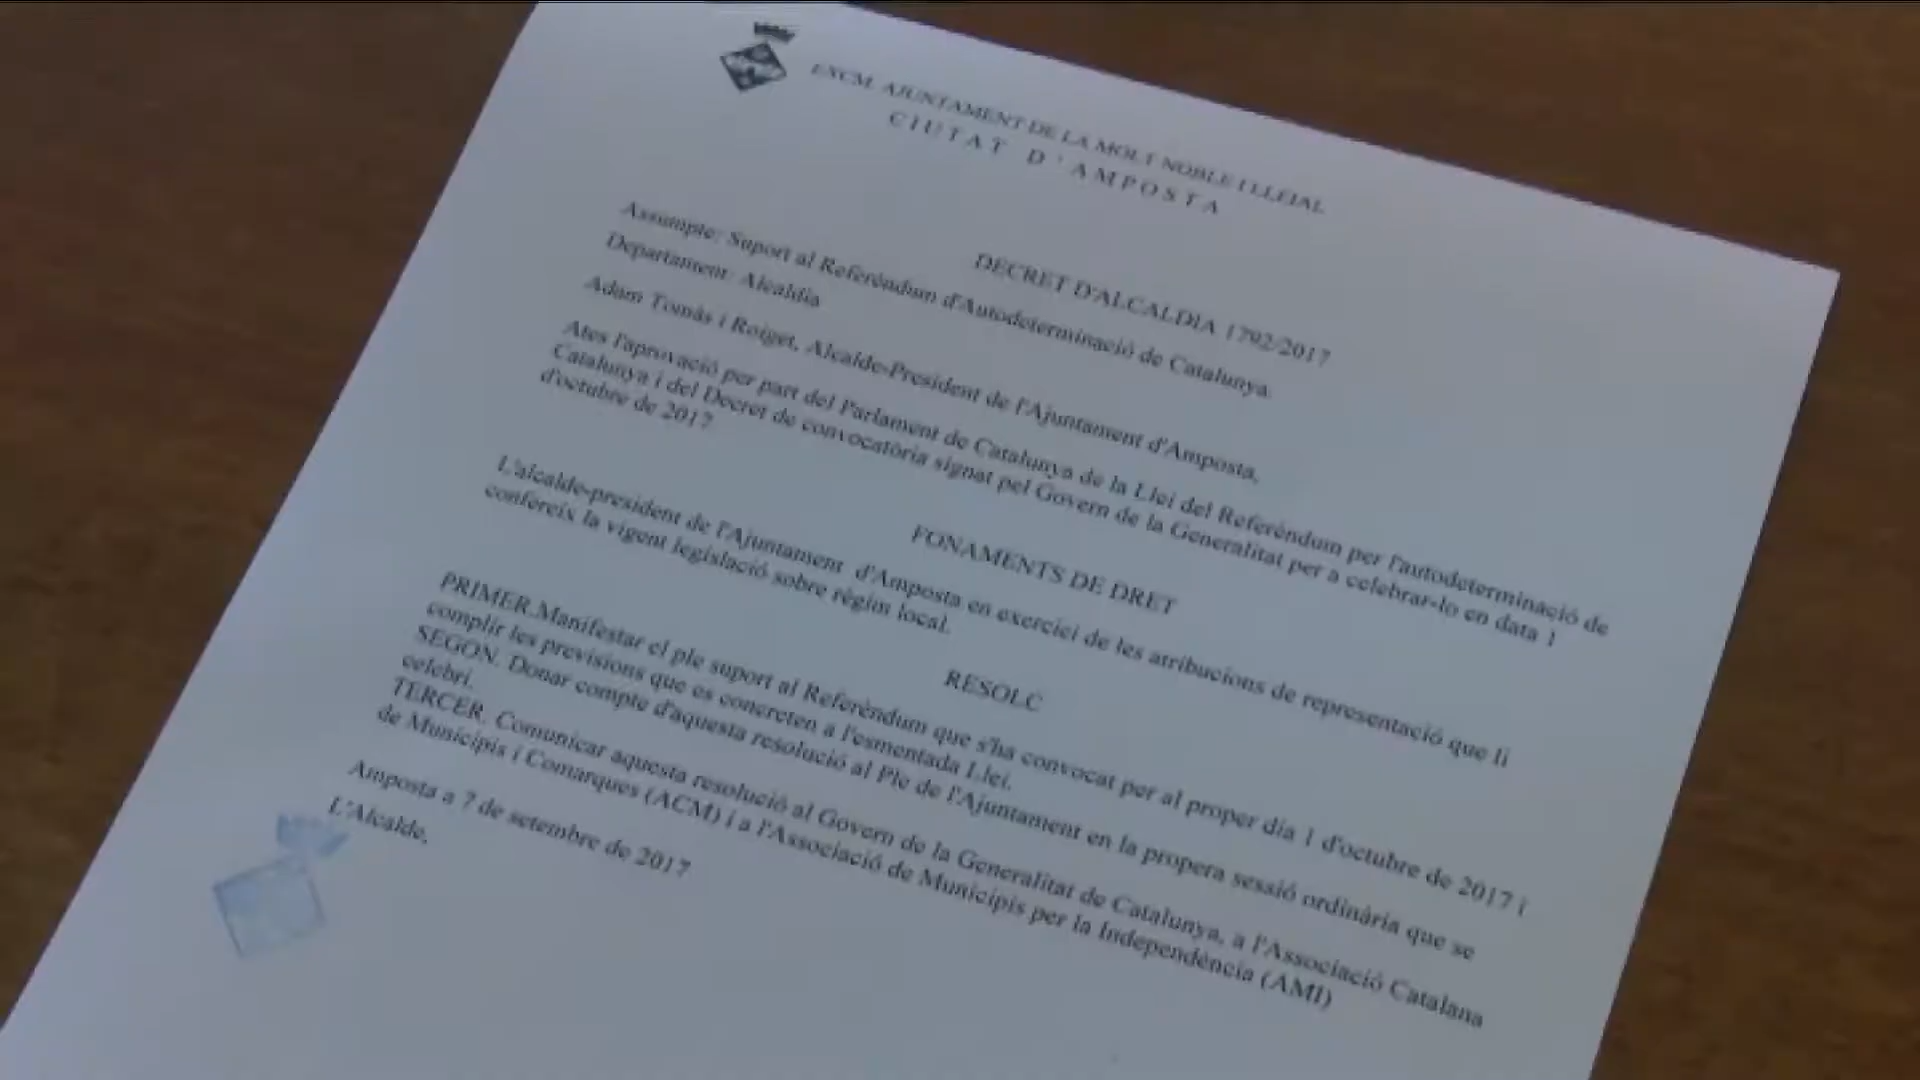 EXCM. AJUNTAMENT DE LA MOLT NOBLE I LLEIAL
CIUTAT D'AMPOSTA
DECRET D'ALCALDIA 1792/2017
Assumpte: Suport al Referèndum d'Autodeterminació de Catalunya.
Departament: Alcaldia
Adam Tomàs i Roiget, Alcalde-President de l'Ajuntament d'Amposta,
Ates l'aprovació per part del Parlament de Catalunya de la Llei del Referèndum per l'autodeterminació de
Catalunya i del Decret de convocatòria signat pel Govern de la Generalitat per a celebrar-lo en data 1
d'octubre de 2017
FONAMENTS DE DRET
L'alcalde-president de l'Ajuntament d'Amposta en exercici de les atribucions de representació que li
confereix la vigent legislació sobre règim local.
RESOLC
PRIMER.Manifestar el ple suport al Referèndum que s'ha convocat per al proper dia 1 d'octubre de 2017 i
complir les previsions que es concreten a l'esmentada Llei.
SEGON. Donar compte d'aquesta resolució al Ple de l'Ajuntament en la propera sessió ordinària que se
celebri.
TERCER. Comunicar aquesta resolució al Govern de la Generalitat de Catalunya, a l'Associació Catalana
de Municipis i Comarques (ACM) i a l'Associació de Municipis per la Independència (AMI)
Amposta a 7 de setembre de 2017
L'Alcalde,